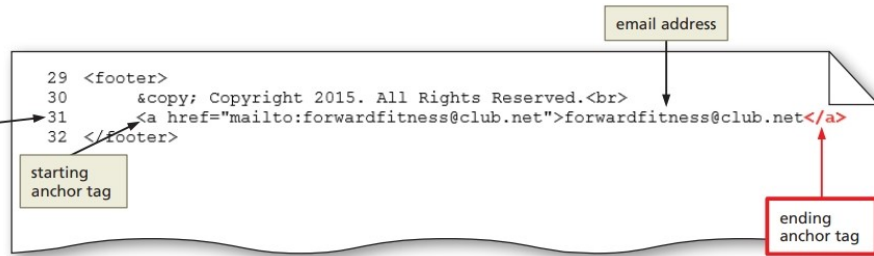 email address
29 <footer>
30 &copy; Copyright 2015. All Rights Reserved.<br>
31 <a href="mailto:forwardfitness@club.net">forwardfitness@club.net</a>
32 </footer>
starting
anchor tag
ending
anchor tag